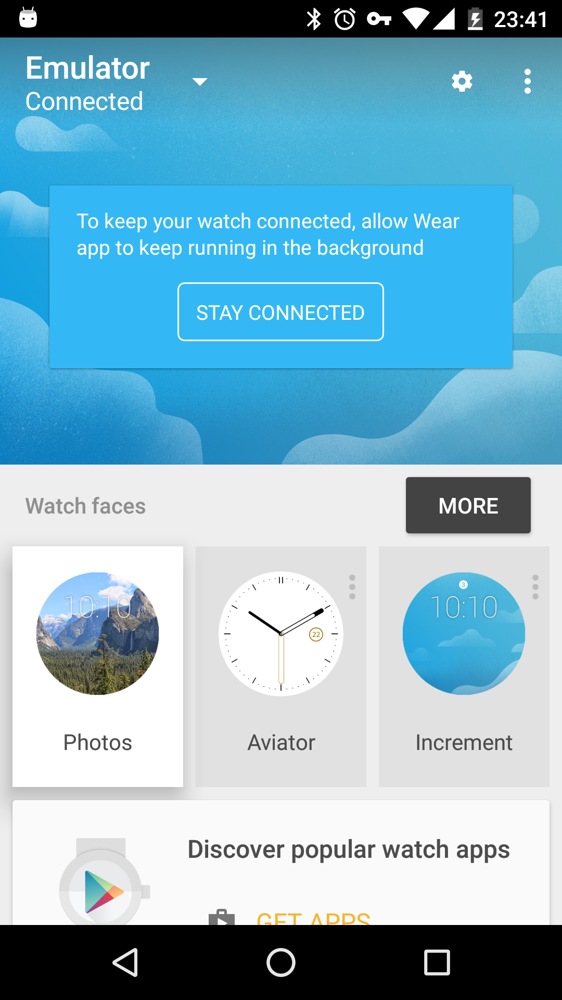 23:41
Emulator
Connected
To keep your watch connected, allow Wear
app to keep running in the background
STAY CONNECTED
Watch faces
MORE
10:10
22
3
10:10
Photos
Aviator
Increment
Discover popular watch apps
GET APPS